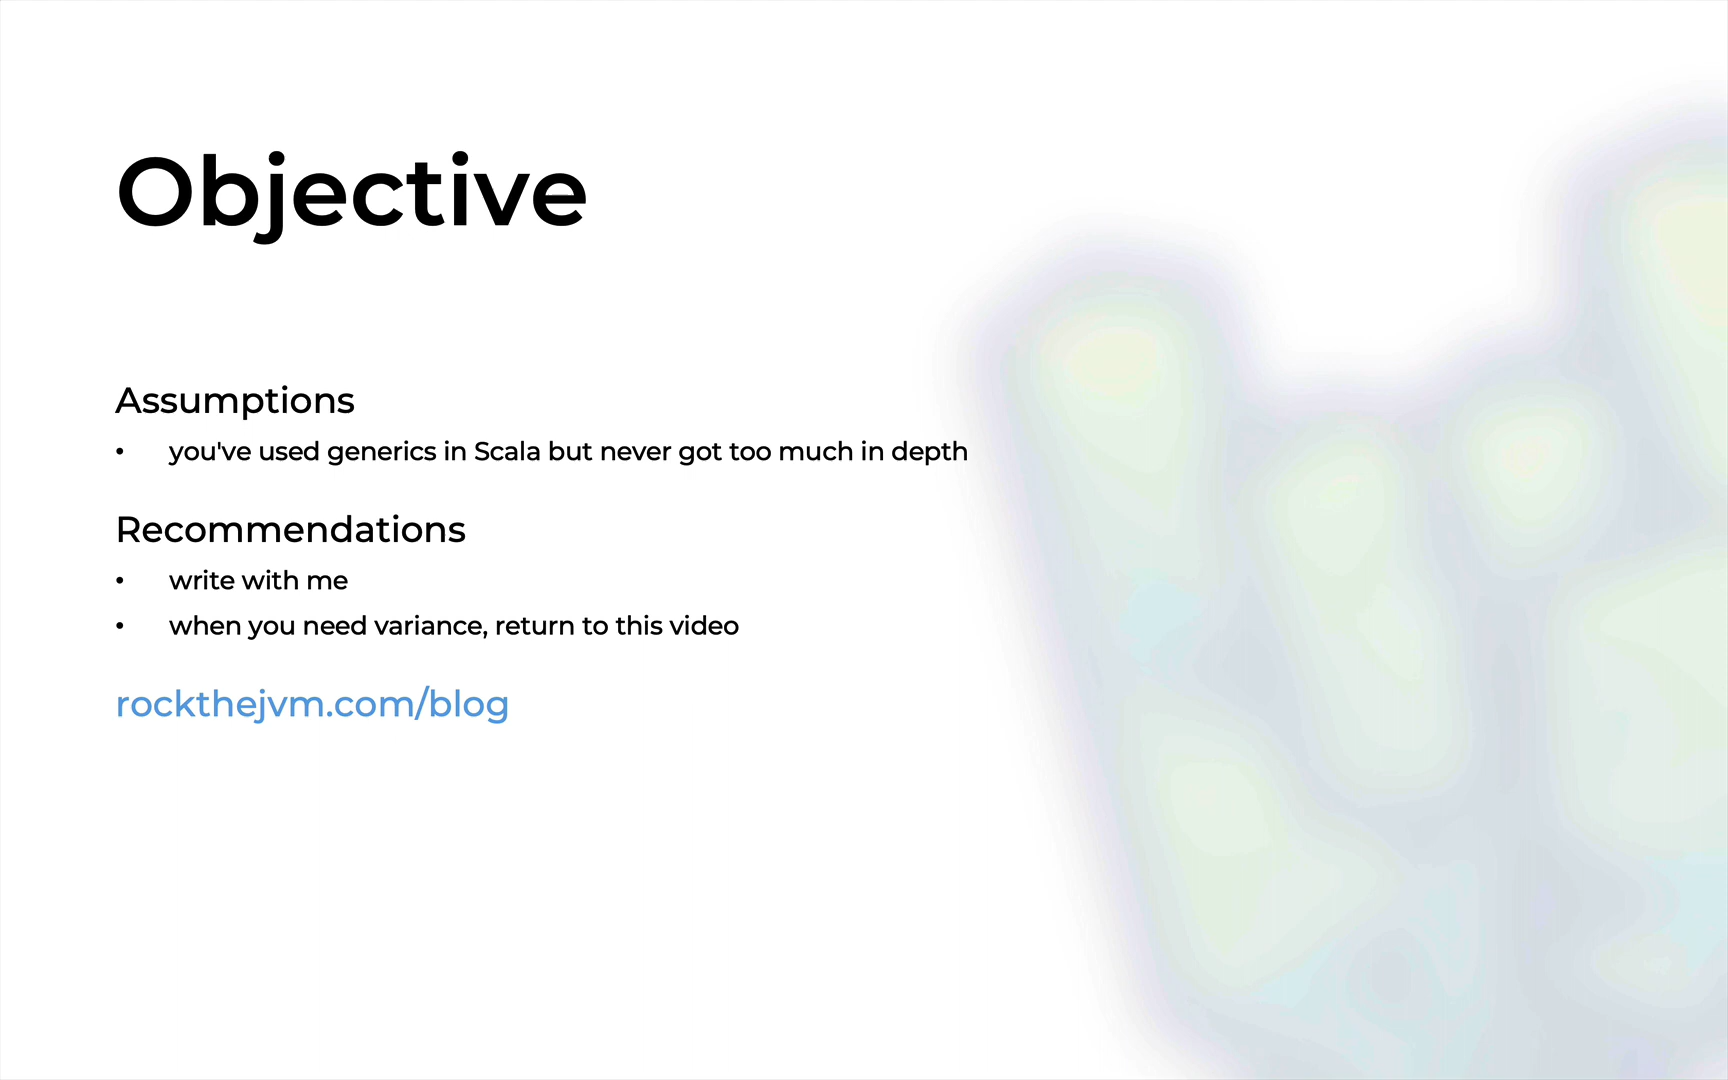 Objective
Assumptions
• you've used generics in Scala but never got too much in depth
Recommendations
• write with me
• when you need variance, return to this video
rockthejvm.com/blog